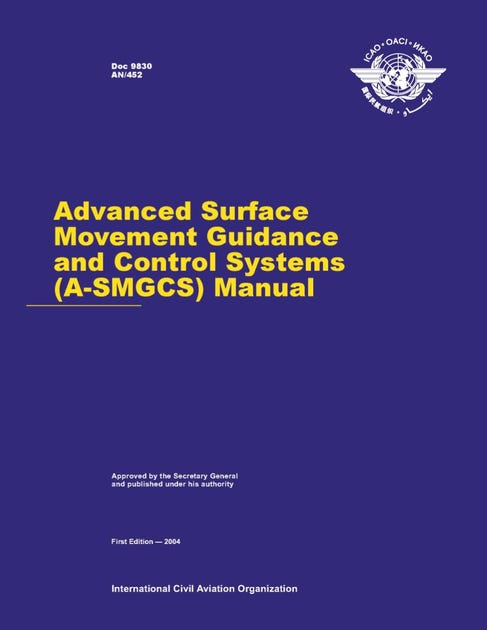 Doc 9830
AN/452
ICAO • OACI • ИКАО
国际民航组织 • إيكاو
Advanced Surface
Movement Guidance
and Control Systems
(A-SMGCS) Manual
Approved by the Secretary General
and published under his authority
First Edition — 2004
International Civil Aviation Organization